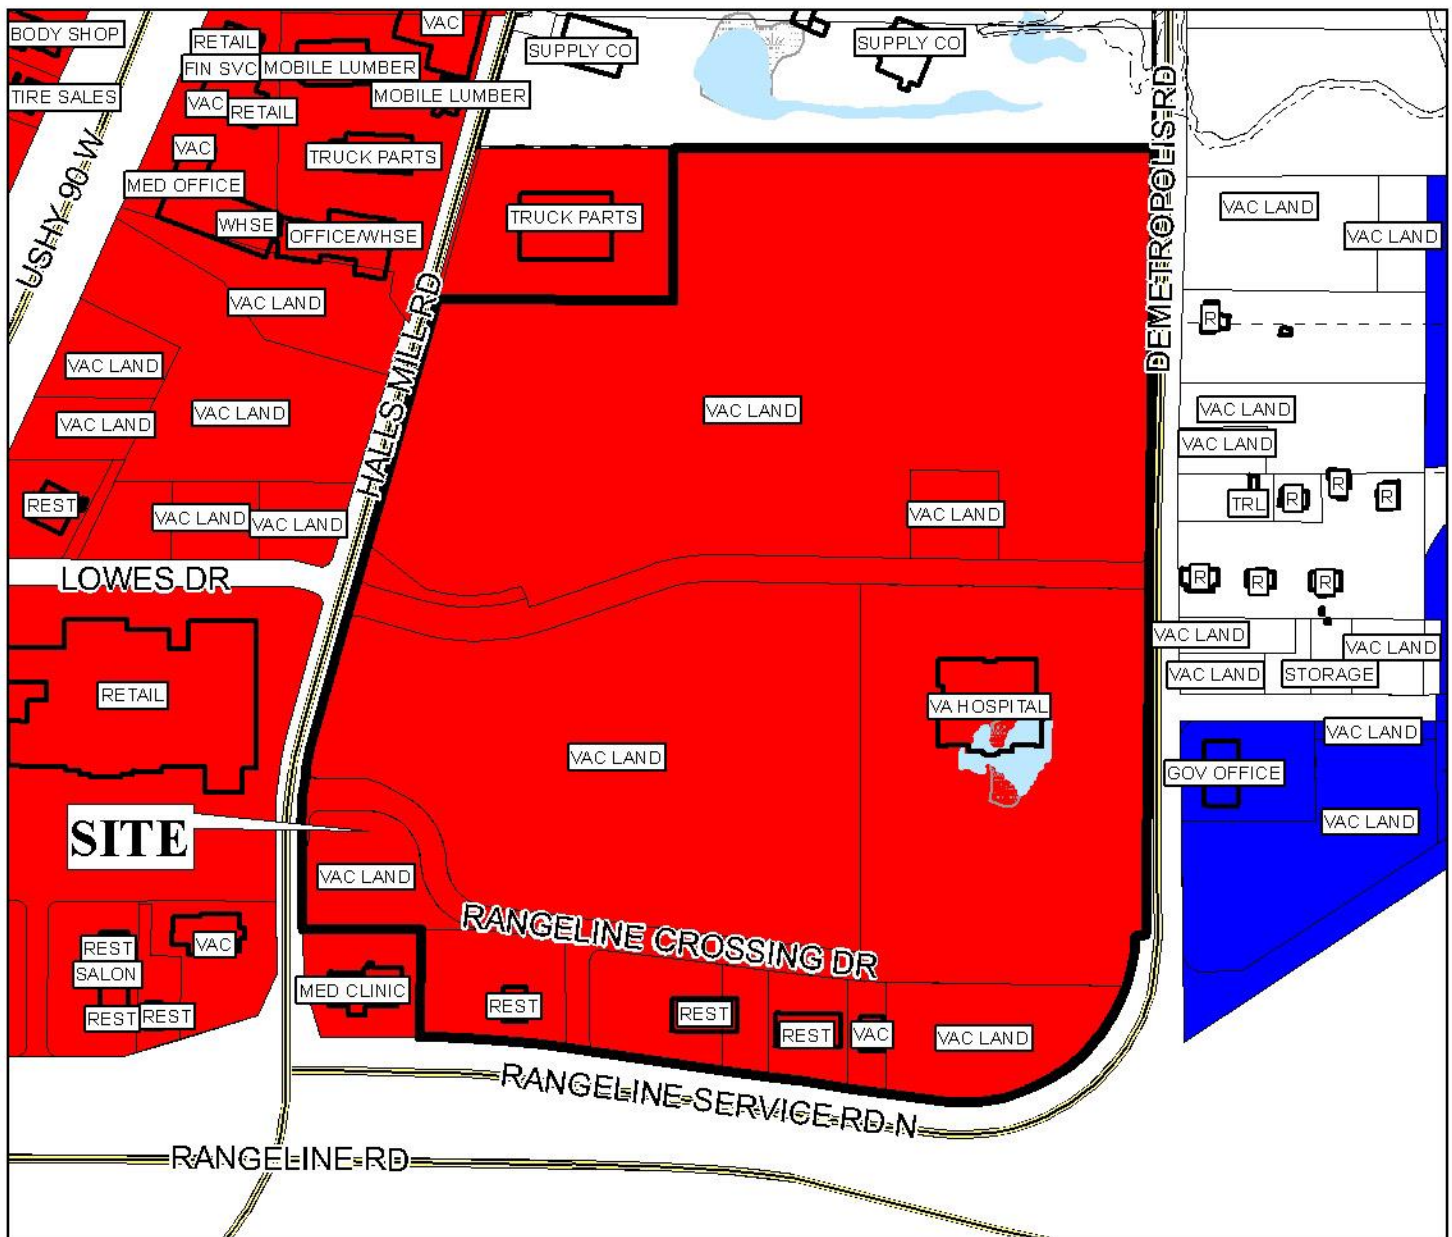 BODY SHOP
VAC
RETAIL
SUPPLY CO
SUPPLY CO
FIN SVC
MOBILE LUMBER
TIRE SALES
MOBILE LUMBER
VAC
RETAIL
VAC
TRUCK PARTS
MED OFFICE
USHY 90 W
WHSE
OFFICE/WHSE
TRUCK PARTS
DEMETROPOLIS RD
VAC LAND
VAC LAND
VAC LAND
HALLS MILL RD
R
VAC LAND
VAC LAND
VAC LAND
VAC LAND
VAC LAND
VAC LAND
REST
VAC LAND
VAC LAND
VAC LAND
TRL
R
R
R
LOWES DR
R
R
R
VAC LAND
VAC LAND
VAC LAND
STORAGE
RETAIL
VA HOSPITAL
VAC LAND
VAC LAND
GOV OFFICE
SITE
VAC LAND
VAC LAND
RANGELINE CROSSING DR
REST
VAC
SALON
MED CLINIC
REST
REST
REST
REST
REST
VAC
VAC LAND
RANGELINE SERVICE RD N
RANGELINE RD